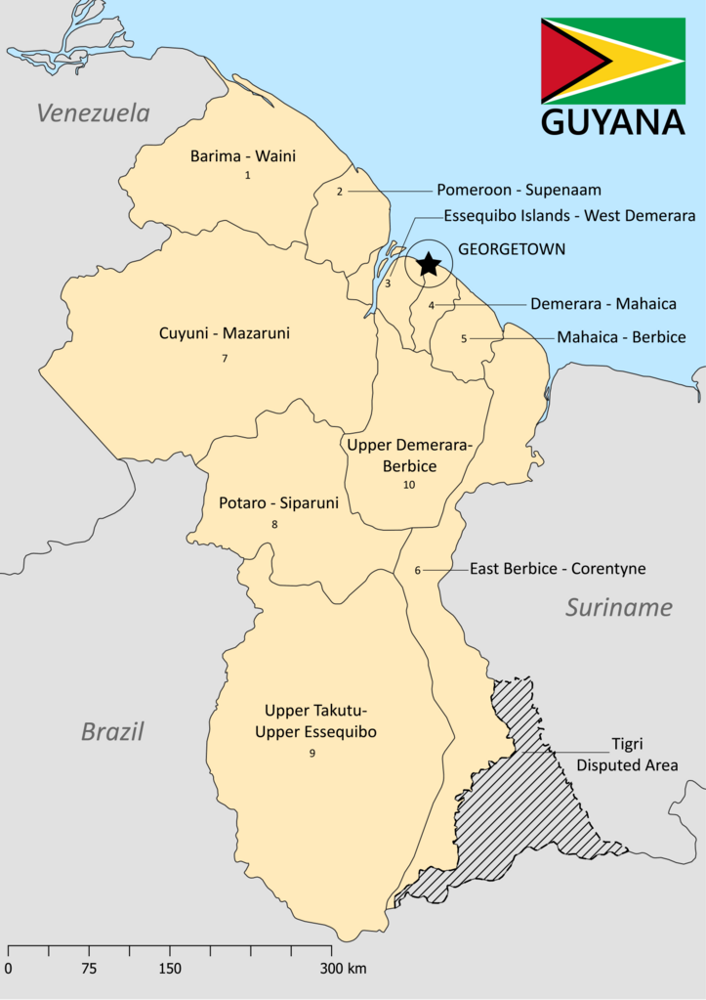 GUYANA
Venezuela
Barima - Waini
1
2
Pomeroon - Supenaam
Essequibo Islands - West Demerara
GEORGETOWN
3
4
Demerara - Mahaica
5
Mahaica - Berbice
Cuyuni - Mazaruni
7
Upper Demerara-
Berbice
10
Potaro - Siparuni
8
6
East Berbice - Corentyne
Suriname
Brazil
Upper Takutu-
Upper Essequibo
9
Tigri
Disputed Area
0 75 150 300 km